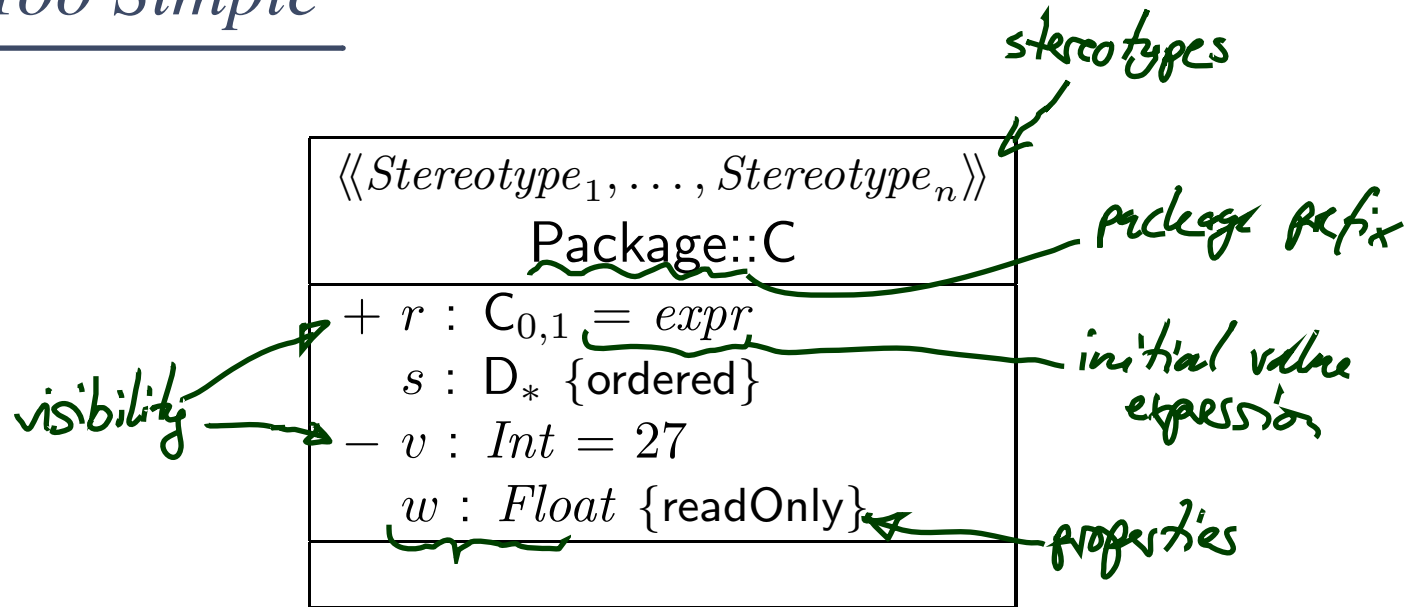 Too Simple
stereotypes
⟨⟨Stereotype₁, . . . , Stereotypeₙ⟩⟩
Package::C
package prefix
+ r : C₀,₁ = expr
s : D∗ {ordered}
− v : Int = 27
w : Float {readOnly}
visibility
initial value
expression
properties